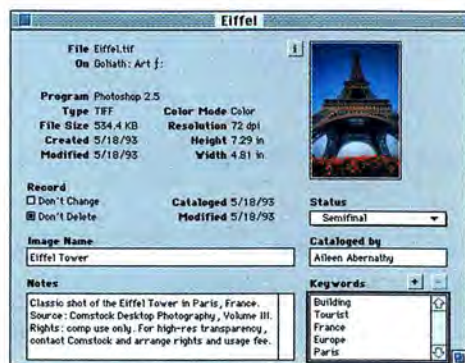 Eiffel
File Eiffel.tif
On Goliath: Art ƒ:
i
Program Photoshop 2.5
Type TIFF
Color Mode Color
File Size 534.4 KB
Resolution 72 dpi
Created 5/18/93
Height 7.29 in
Modified 5/18/93
Width 4.81 in
Record
Don't Change
Cataloged 5/18/93
Don't Delete
Modified 5/18/93
Status
Semifinal
Image Name
Eiffel Tower
Cataloged by
Aileen Abernathy
Notes
Classic shot of the Eiffel Tower in Paris, France.
Source: Comstock Desktop Photography, Volume III.
Rights: comp use only. For high-res transparency,
contact Comstock and arrange rights and usage fee.
Keywords + -
Building
Tourist
France
Europe
Paris